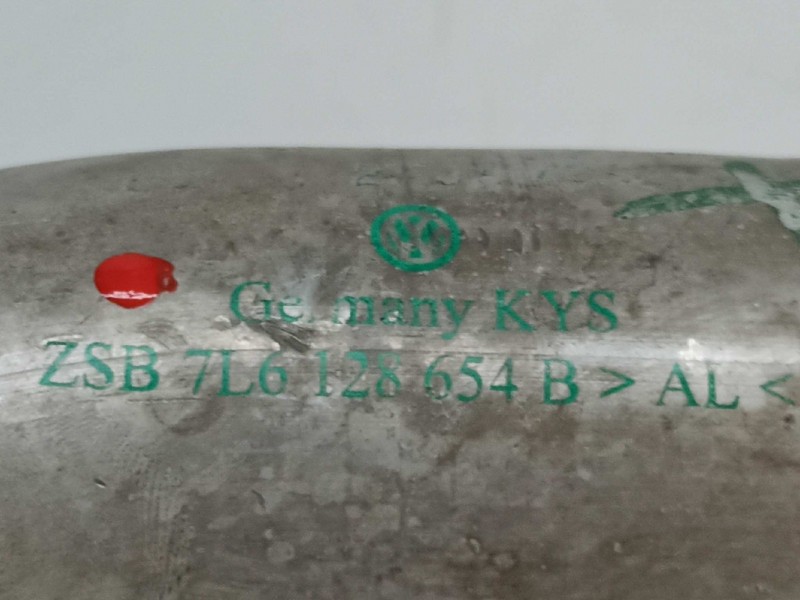 Germany KYS
ZSB 7L6 128 654 B > AL <